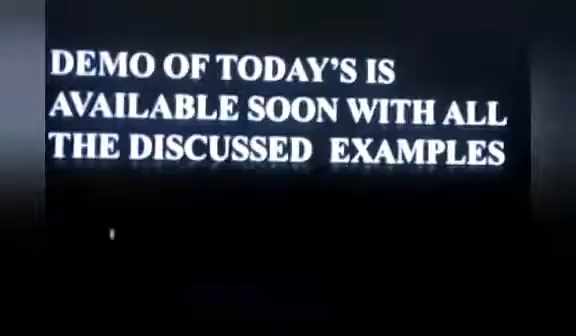 DEMO OF TODAY'S IS
AVAILABLE SOON WITH ALL
THE DISCUSSED EXAMPLES